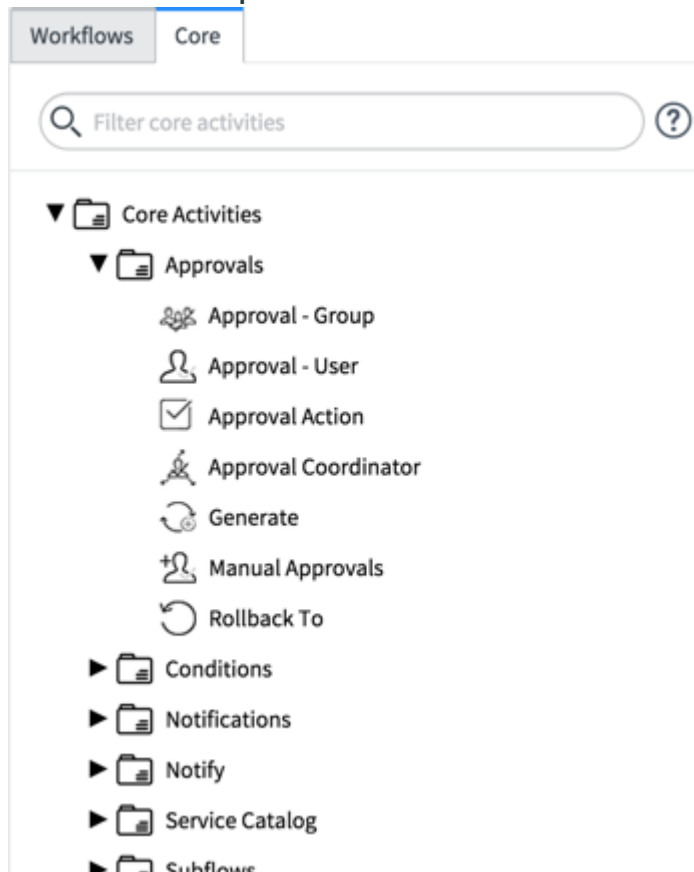 Workflows Core
Filter core activities
Core Activities
Approvals
Approval - Group
Approval - User
Approval Action
Approval Coordinator
Generate
Manual Approvals
Rollback To
Conditions
Notifications
Notify
Service Catalog
Subflows